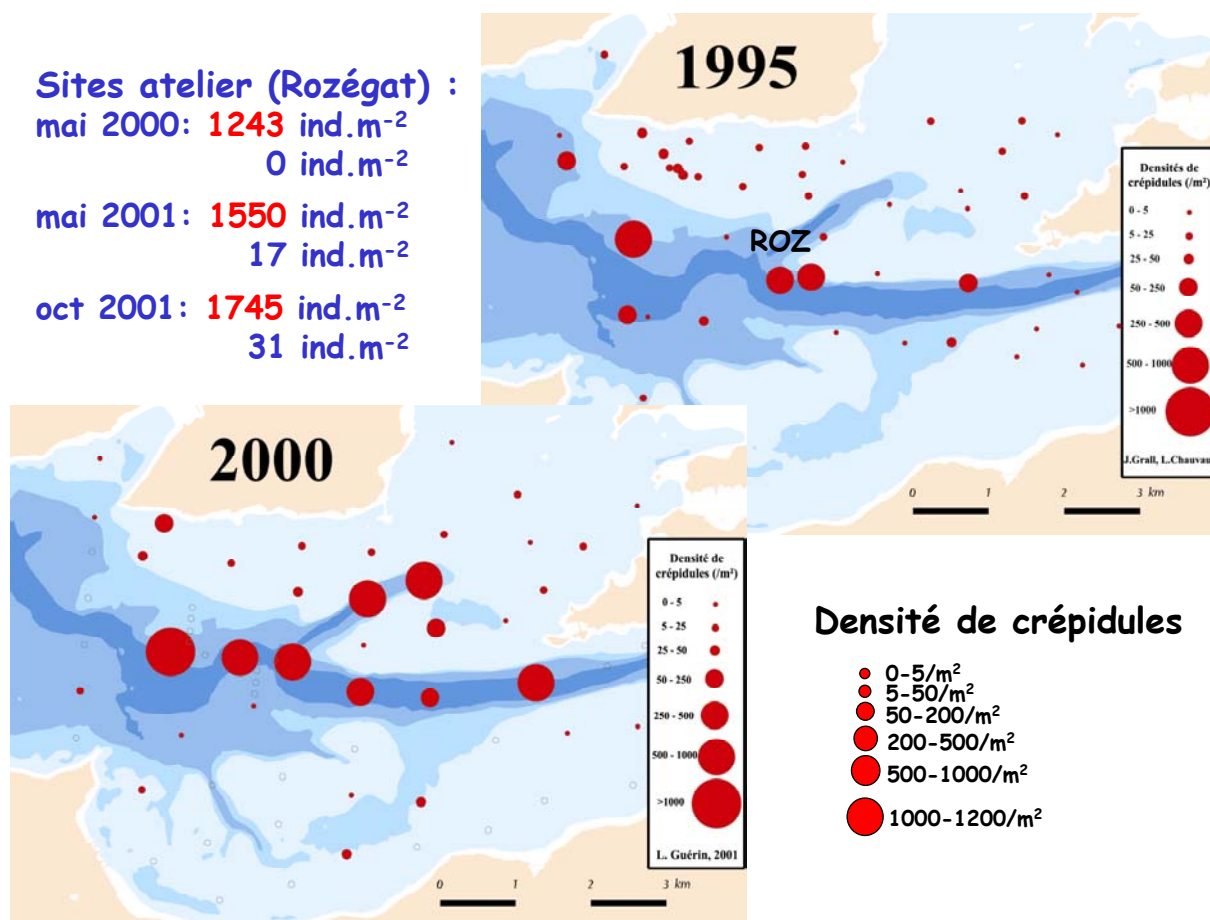 Sites atelier (Rozégat) :
mai 2000: 1243 ind.m-2
0 ind.m-2
mai 2001: 1550 ind.m-2
17 ind.m-2
oct 2001: 1745 ind.m-2
31 ind.m-2
1995
ROZ
Densités de
crépidules (/m²)
0 - 5
5 - 25
25 - 50
50 - 250
250 - 500
500 - 1000
>1000
J.Grall, L.Chauvau
0 1 2 3 km
2000
Densité de
crépidules (/m²)
0 - 5
5 - 25
25 - 50
50 - 250
250 - 500
500 - 1000
>1000
L. Guérin, 2001
0 1 2 3 km
Densité de crépidules
0-5/m²
5-50/m²
50-200/m²
200-500/m²
500-1000/m²
1000-1200/m²